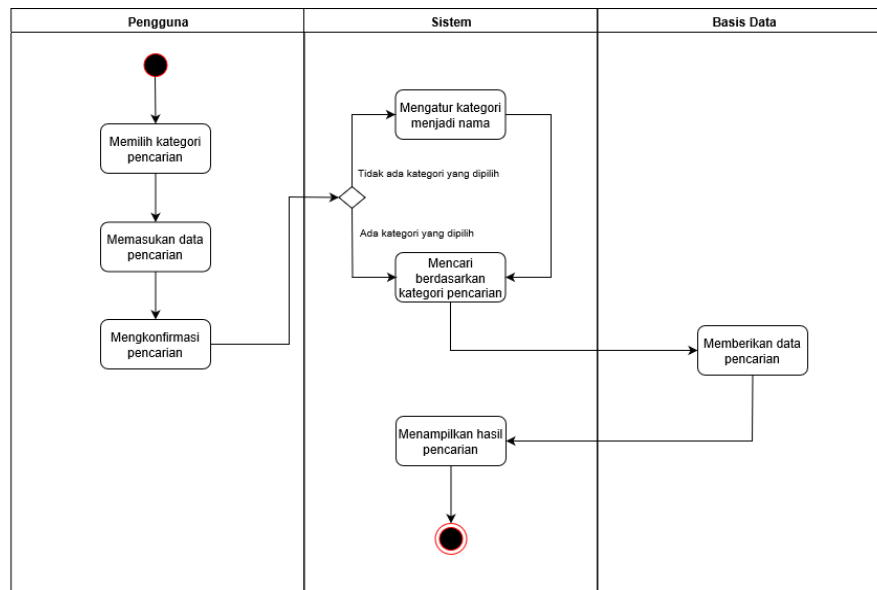 Pengguna
Sistem
Basis Data
Memilih kategori
pencarian
Memasukan data
pencarian
Mengkonfirmasi
pencarian
Mengatur kategori
menjadi nama
Tidak ada kategori yang dipilih
Ada kategori yang dipilih
Mencari
berdasarkan
kategori pencarian
Memberikan data
pencarian
Menampilkan hasil
pencarian